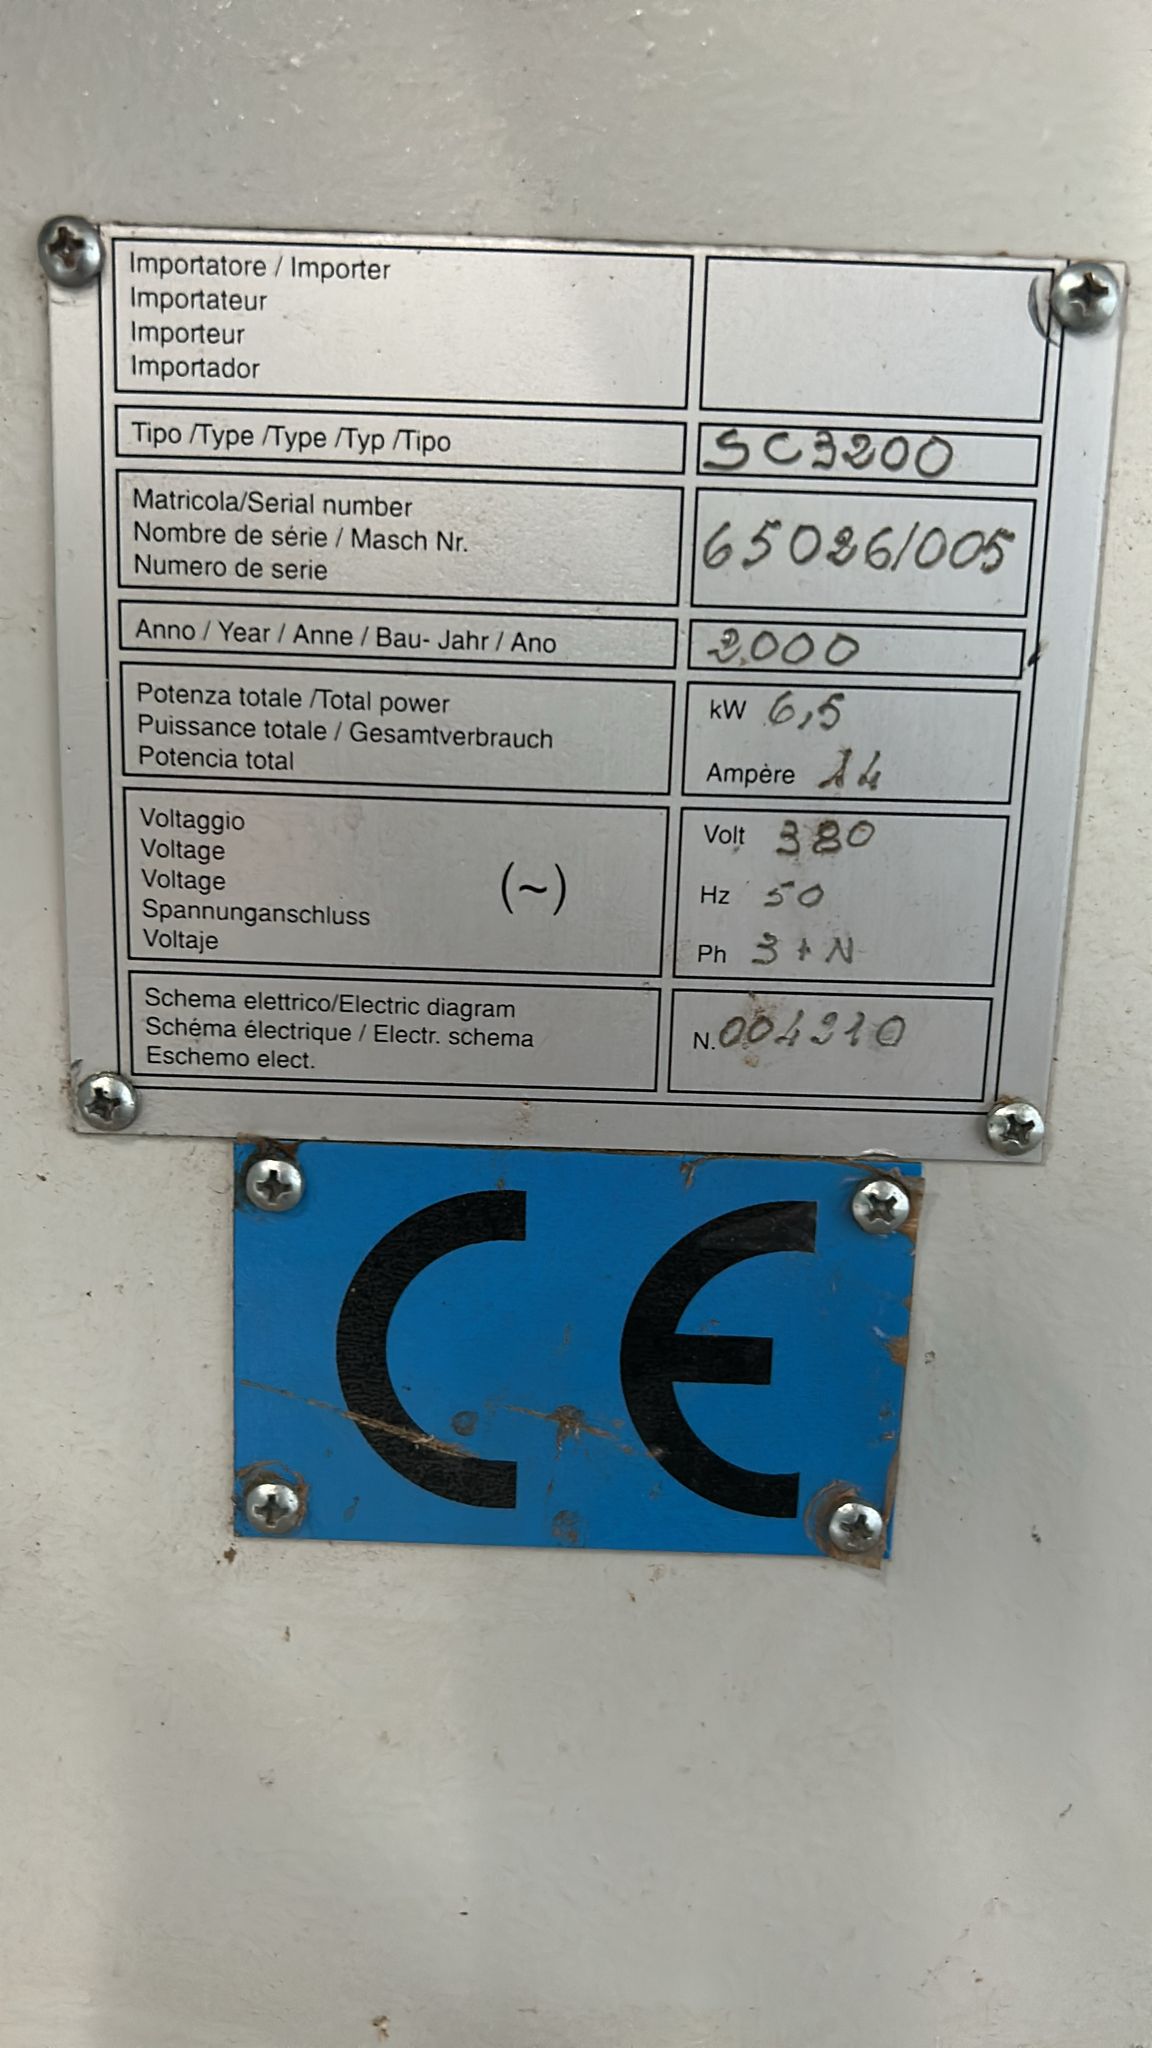 Importatore / Importer
Importateur
Importeur
Importador
Tipo /Type /Type /Typ /Tipo
SC3200
Matricola/Serial number
Nombre de série / Masch Nr.
Numero de serie
65026/005
Anno / Year / Anne / Bau- Jahr / Ano
2000
Potenza totale /Total power
Puissance totale / Gesamtverbrauch
Potencia total
kW 6,5
Ampère 14
Voltaggio
Voltage
Voltage
Spannunganschluss
Voltaje
(~)
Volt 380
Hz 50
Ph 3+N
Schema elettrico/Electric diagram
Schéma électrique / Electr. schema
Eschemo elect.
N. 004210
CE